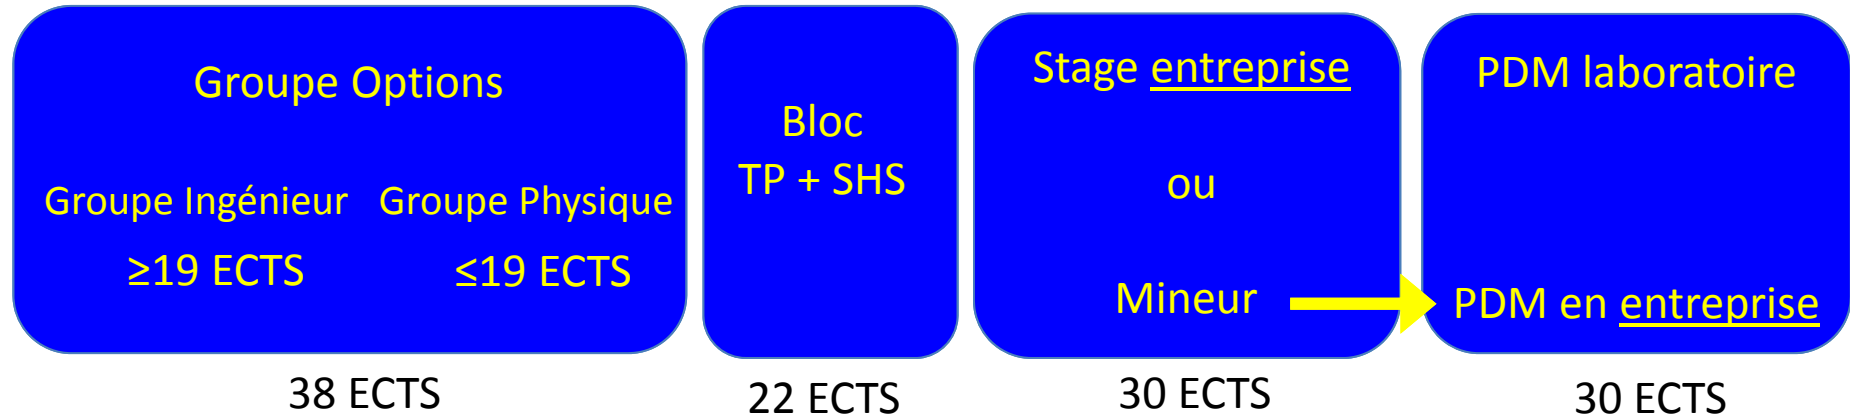 Groupe Options
Groupe Ingénieur
≥19 ECTS
Groupe Physique
≤19 ECTS
38 ECTS
Bloc
TP + SHS
22 ECTS
Stage entreprise
ou
Mineur
30 ECTS
PDM laboratoire
PDM en entreprise
30 ECTS